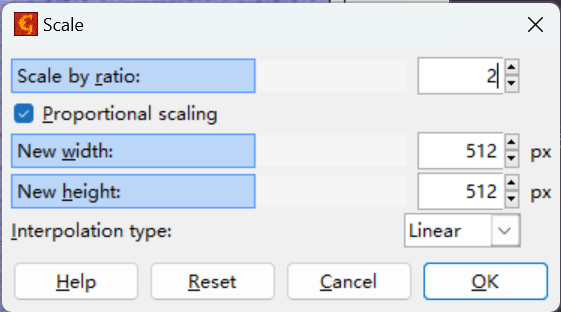 Scale
Scale by ratio: 2
Proportional scaling
New width: 512 px
New height: 512 px
Interpolation type: Linear
Help Reset Cancel OK